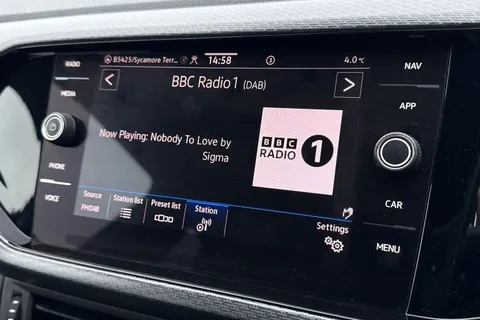 RADIO
B5425/Sycamore Terr...
14:58
3
4.0°C
NAV
BBC Radio 1 (DAB)
MEDIA
APP
Now Playing: Nobody To Love by
Sigma
BBC
RADIO 1
PHONE
VOICE
Source
FM/DAB
Station list
Preset list
Station
Settings
CAR
MENU